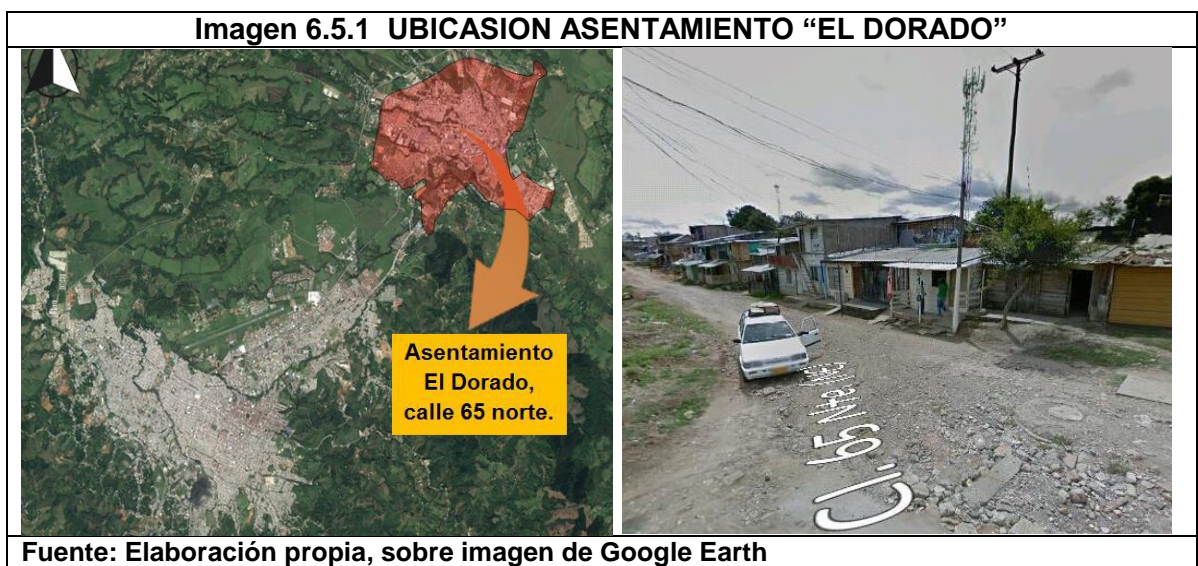 Imagen 6.5.1 UBICASION ASENTAMIENTO “EL DORADO”
Asentamiento
El Dorado,
calle 65 norte.
Cl. 65 Nte
Fuente: Elaboración propia, sobre imagen de Google Earth